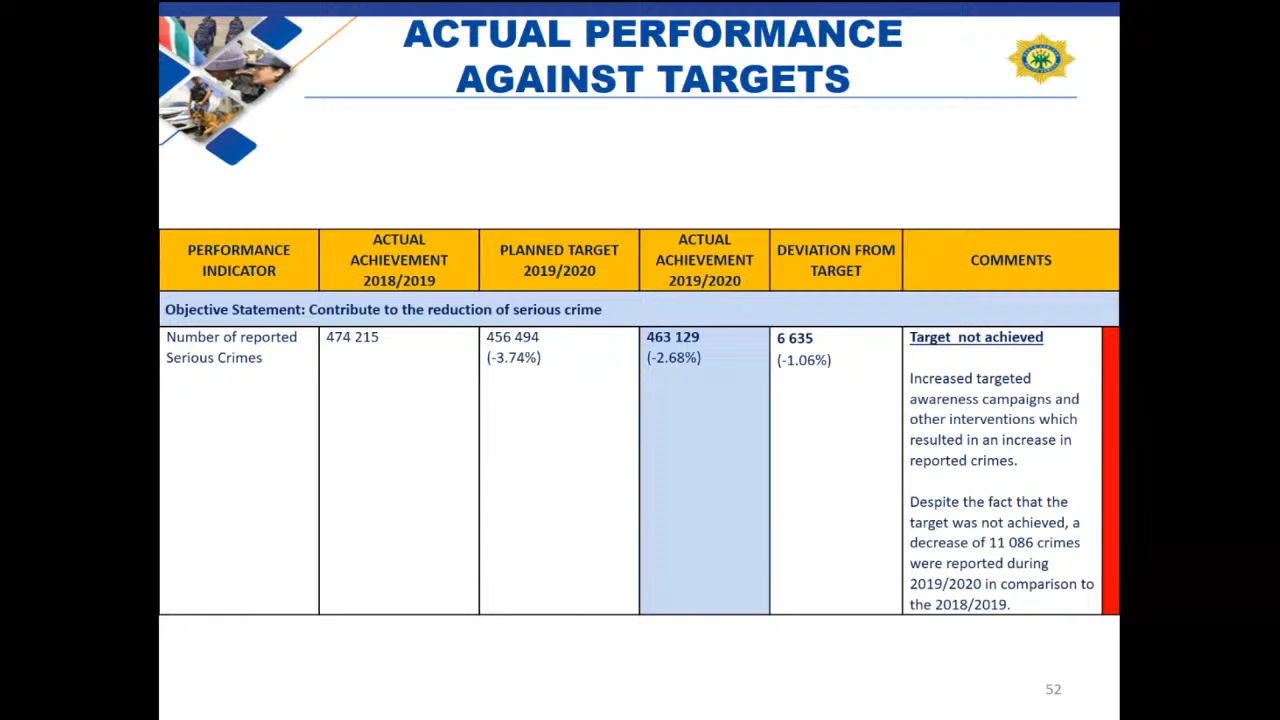 ACTUAL PERFORMANCE
AGAINST TARGETS
PERFORMANCE
INDICATOR
ACTUAL
ACHIEVEMENT
2018/2019
PLANNED TARGET
2019/2020
ACTUAL
ACHIEVEMENT
2019/2020
DEVIATION FROM
TARGET
COMMENTS
Objective Statement: Contribute to the reduction of serious crime
Number of reported
Serious Crimes
474 215
456 494
(-3.74%)
463 129
(-2.68%)
6 635
(-1.06%)
Target not achieved
Increased targeted
awareness campaigns and
other interventions which
resulted in an increase in
reported crimes.
Despite the fact that the
target was not achieved, a
decrease of 11 086 crimes
were reported during
2019/2020 in comparison to
the 2018/2019.
52